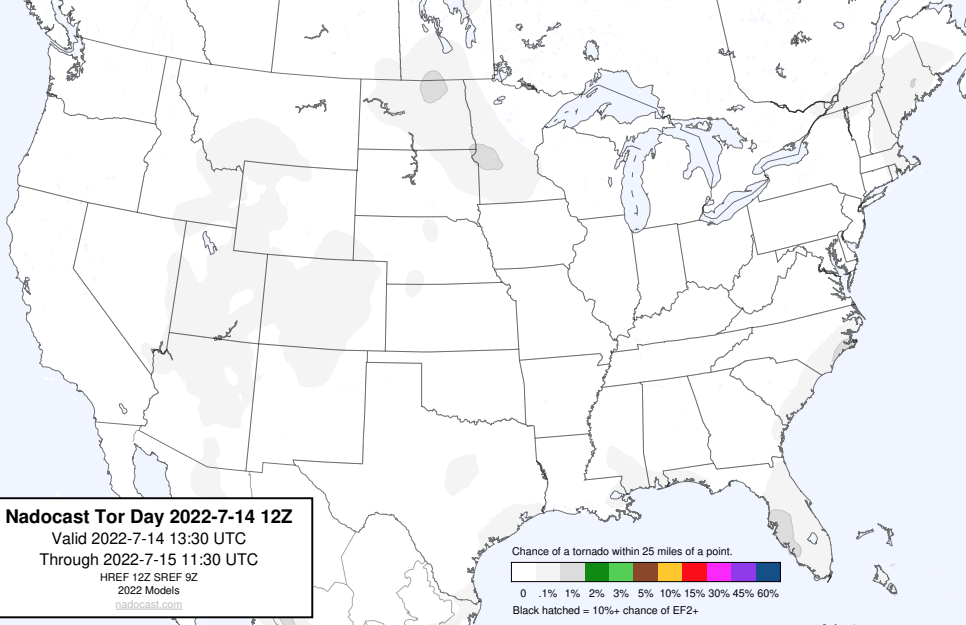 Nadocast Tor Day 2022-7-14 12Z
Valid 2022-7-14 13:30 UTC
Through 2022-7-15 11:30 UTC
HREF 12Z SREF 9Z
2022 Models
nadocast.com
Chance of a tornado within 25 miles of a point.
0 .1% 1% 2% 3% 5% 10% 15% 30% 45% 60%
Black hatched = 10%+ chance of EF2+